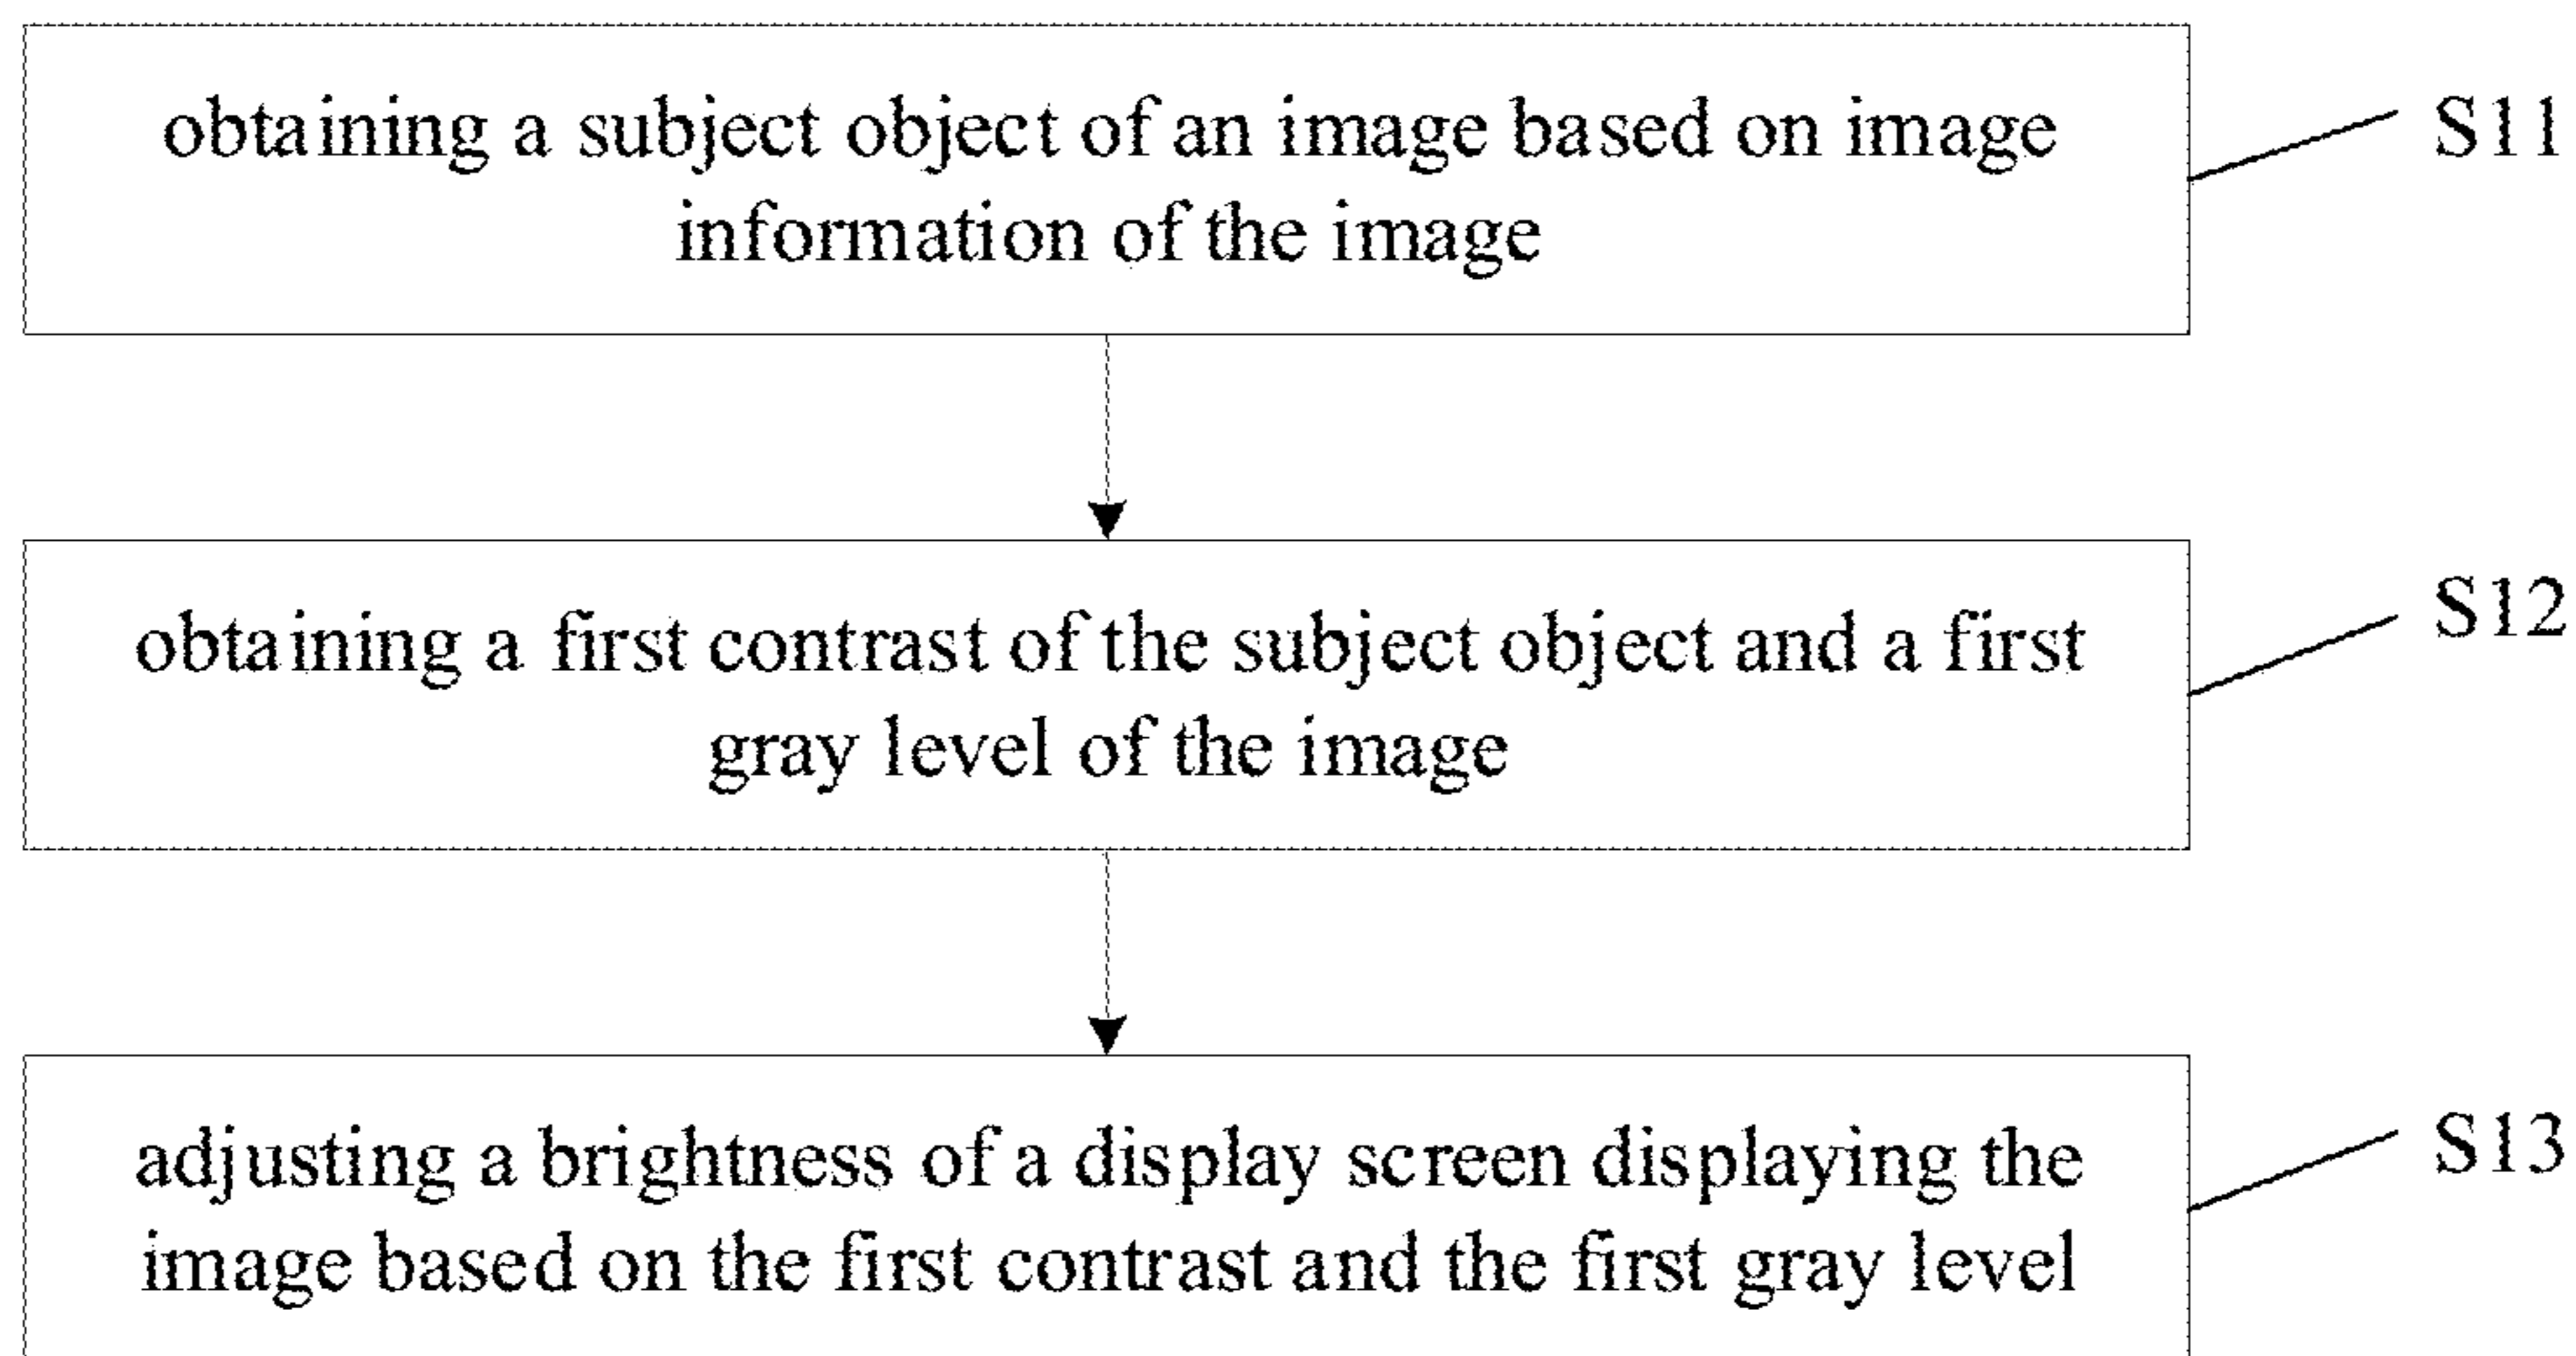 obtaining a subject object of an image based on image
information of the image
S11
obtaining a first contrast of the subject object and a first
gray level of the image
S12
adjusting a brightness of a display screen displaying the
image based on the first contrast and the first gray level
S13